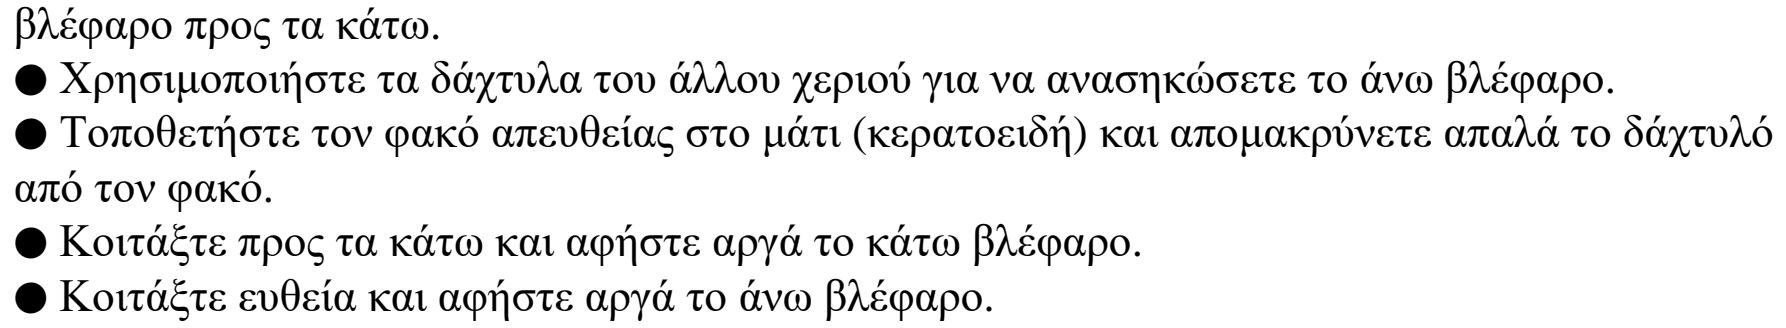 βλέφαρο προς τα κάτω.
● Χρησιμοποιήστε τα δάχτυλα του άλλου χεριού για να ανασηκώσετε το άνω βλέφαρο.
● Τοποθετήστε τον φακό απευθείας στο μάτι (κερατοειδή) και απομακρύνετε απαλά το δάχτυλό
από τον φακό.
● Κοιτάξτε προς τα κάτω και αφήστε αργά το κάτω βλέφαρο.
● Κοιτάξτε ευθεία και αφήστε αργά το άνω βλέφαρο.